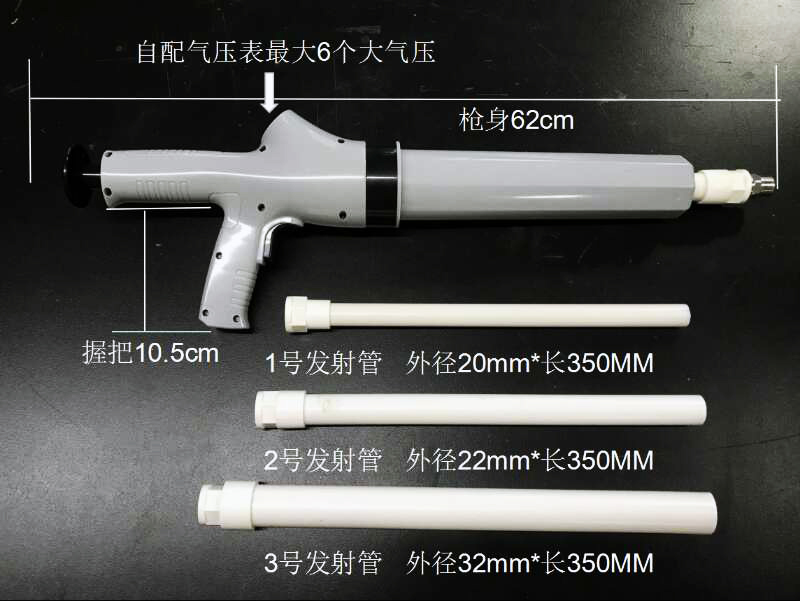 自配气压表最大6个大气压
枪身62cm
握把10.5cm
1号发射管 外径20mm*长350MM
2号发射管 外径22mm*长350MM
3号发射管 外径32mm*长350MM